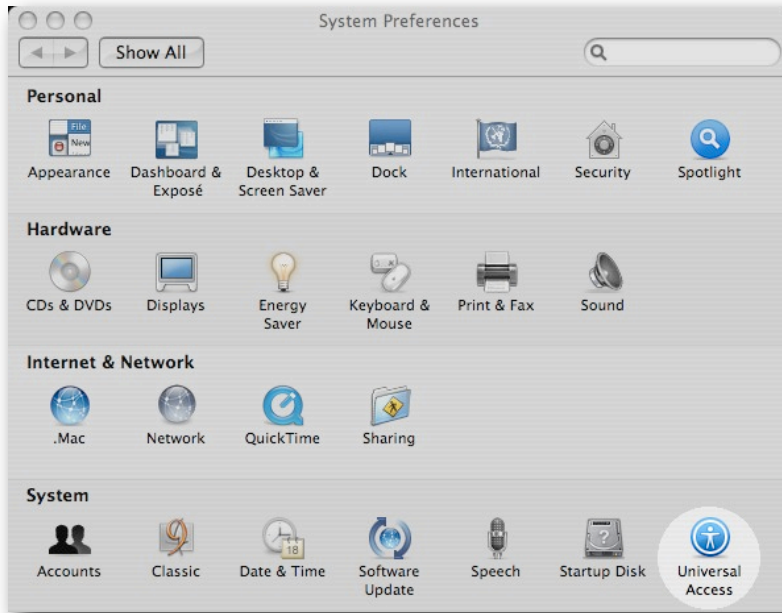 System Preferences
Show All
Personal
File
New
Appearance
Dashboard &
Exposé
Desktop &
Screen Saver
Dock
International
Security
Spotlight
Hardware
CDs & DVDs
Displays
Energy
Saver
Keyboard &
Mouse
Print & Fax
Sound
Internet & Network
.Mac
Network
QuickTime
Sharing
System
Accounts
9
Classic
18
Date & Time
Software
Update
Speech
?
Startup Disk
Universal
Access